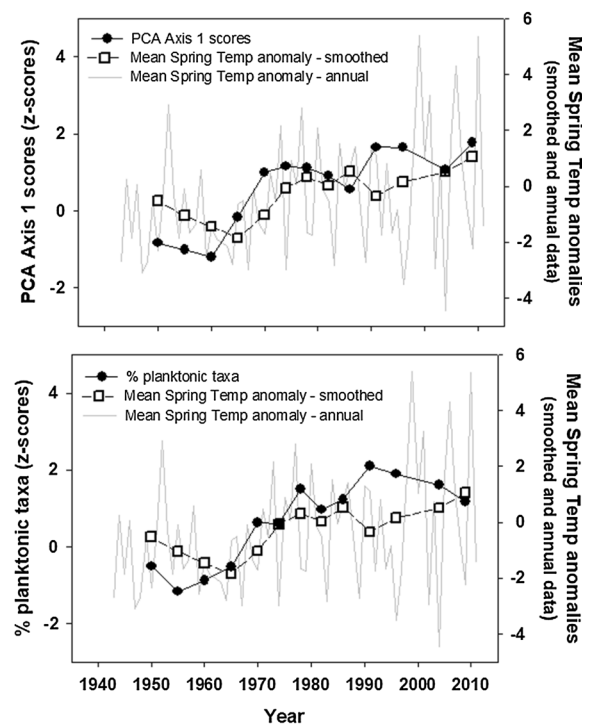 PCA Axis 1 scores
Mean Spring Temp anomaly - smoothed
Mean Spring Temp anomaly - annual
PCA Axis 1 scores (z-scores)
4
2
0
-2
6
4
2
0
-2
-4
Mean Spring Temp anomalies
(smoothed and annual data)
% planktonic taxa
Mean Spring Temp anomaly - smoothed
Mean Spring Temp anomaly - annual
% planktonic taxa (z-scores)
4
2
0
-2
6
4
2
0
-2
-4
Mean Spring Temp anomalies
(smoothed and annual data)
1940 1950 1960 1970 1980 1990 2000 2010
Year